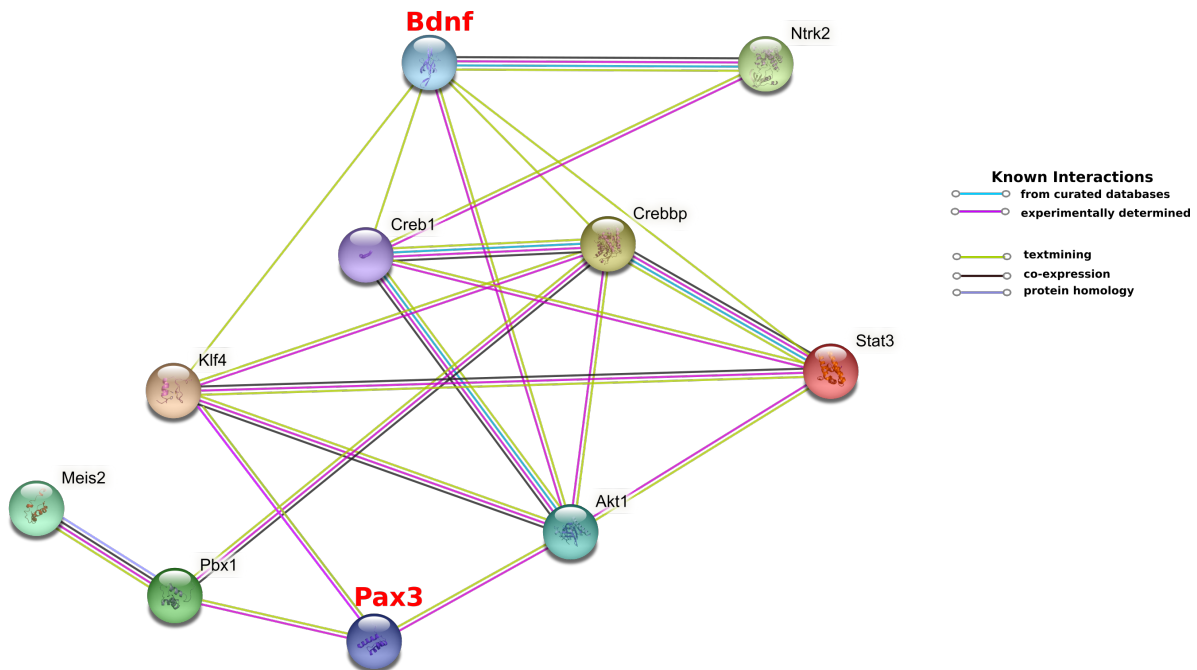 Bdnf
Ntrk2
Known Interactions
from curated databases
experimentally determined
Creb1
Crebbp
textmining
co-expression
protein homology
Klf4
Stat3
Meis2
Akt1
Pbx1
Pax3